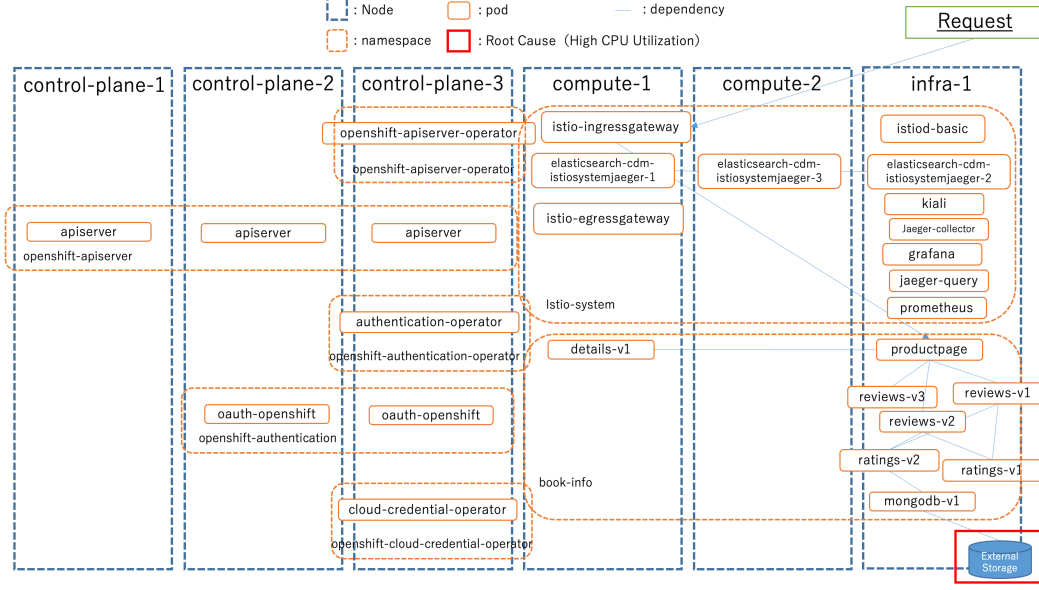 : Node
: pod
: dependency
: namespace
: Root Cause（High CPU Utilization）
Request
control-plane-1
control-plane-2
control-plane-3
compute-1
compute-2
infra-1
openshift-apiserver-operator
openshift-apiserver-operator
istio-ingressgateway
istiod-basic
elasticsearch-cdm-
istiosystemjaeger-1
elasticsearch-cdm-
istiosystemjaeger-3
elasticsearch-cdm-
istiosystemjaeger-2
kiali
istio-egressgateway
Jaeger-collector
apiserver
apiserver
apiserver
openshift-apiserver
grafana
jaeger-query
Istio-system
prometheus
authentication-operator
openshift-authentication-operator
details-v1
productpage
reviews-v3
reviews-v1
reviews-v2
oauth-openshift
oauth-openshift
openshift-authentication
ratings-v2
ratings-v1
book-info
mongodb-v1
cloud-credential-operator
openshift-cloud-credential-operator
External
Storage